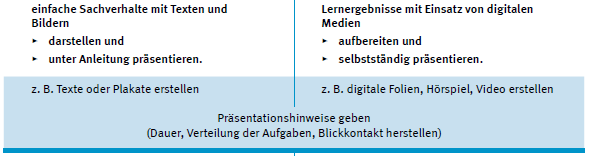 einfache Sachverhalte mit Texten und
Bildern
► darstellen und
► unter Anleitung präsentieren.
z. B. Texte oder Plakate erstellen
Lernergebnisse mit Einsatz von digitalen
Medien
► aufbereiten und
► selbstständig präsentieren.
z. B. digitale Folien, Hörspiel, Video erstellen
Präsentationshinweise geben
(Dauer, Verteilung der Aufgaben, Blickkontakt herstellen)